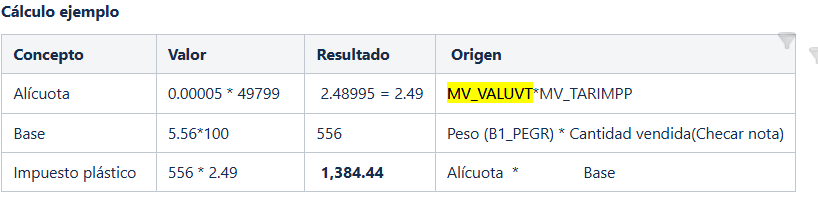 Cálculo ejemplo
Concepto Valor Resultado Origen
Alícuota 0.00005 * 49799 2.48995 = 2.49 MV_VALUVT*MV_TARIMPP
Base 5.56*100 556 Peso (B1_PEGR) * Cantidad vendida(Checar nota)
Impuesto plástico 556 * 2.49 1,384.44 Alícuota * Base